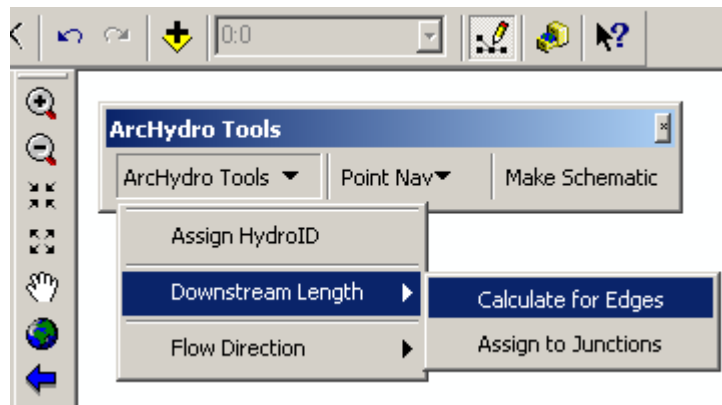 0:0
ArcHydro Tools
ArcHydro Tools Point Nav Make Schematic
Assign HydroID
Downstream Length Calculate for Edges
Flow Direction Assign to Junctions